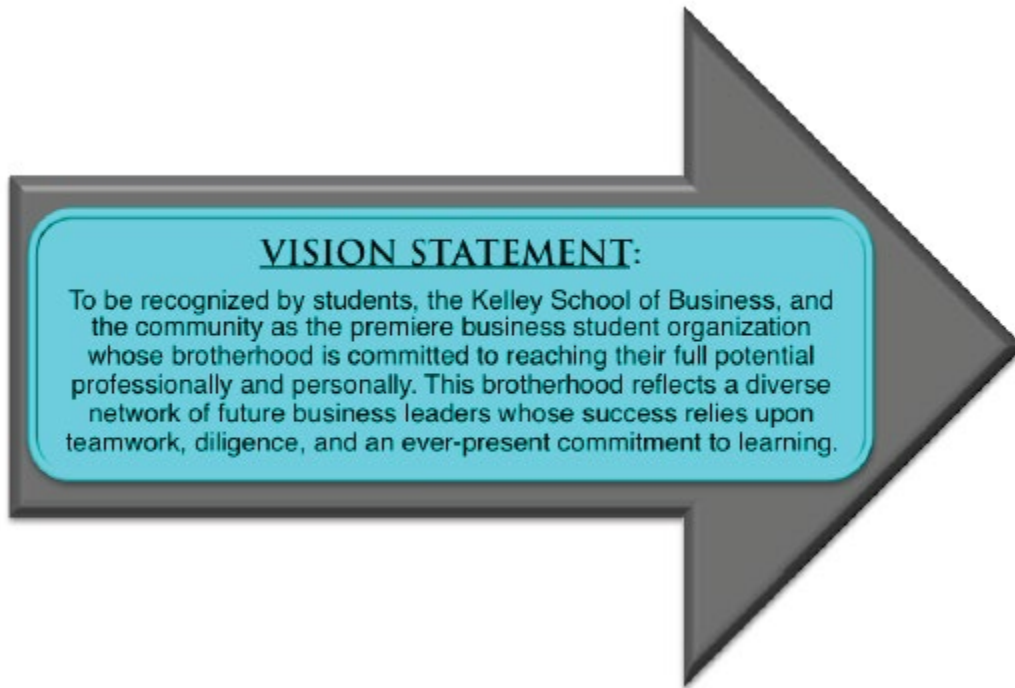 VISION STATEMENT:
To be recognized by students, the Kelley School of Business, and
the community as the premiere business student organization
whose brotherhood is committed to reaching their full potential
professionally and personally. This brotherhood reflects a diverse
network of future business leaders whose success relies upon
teamwork, diligence, and an ever-present commitment to learning.